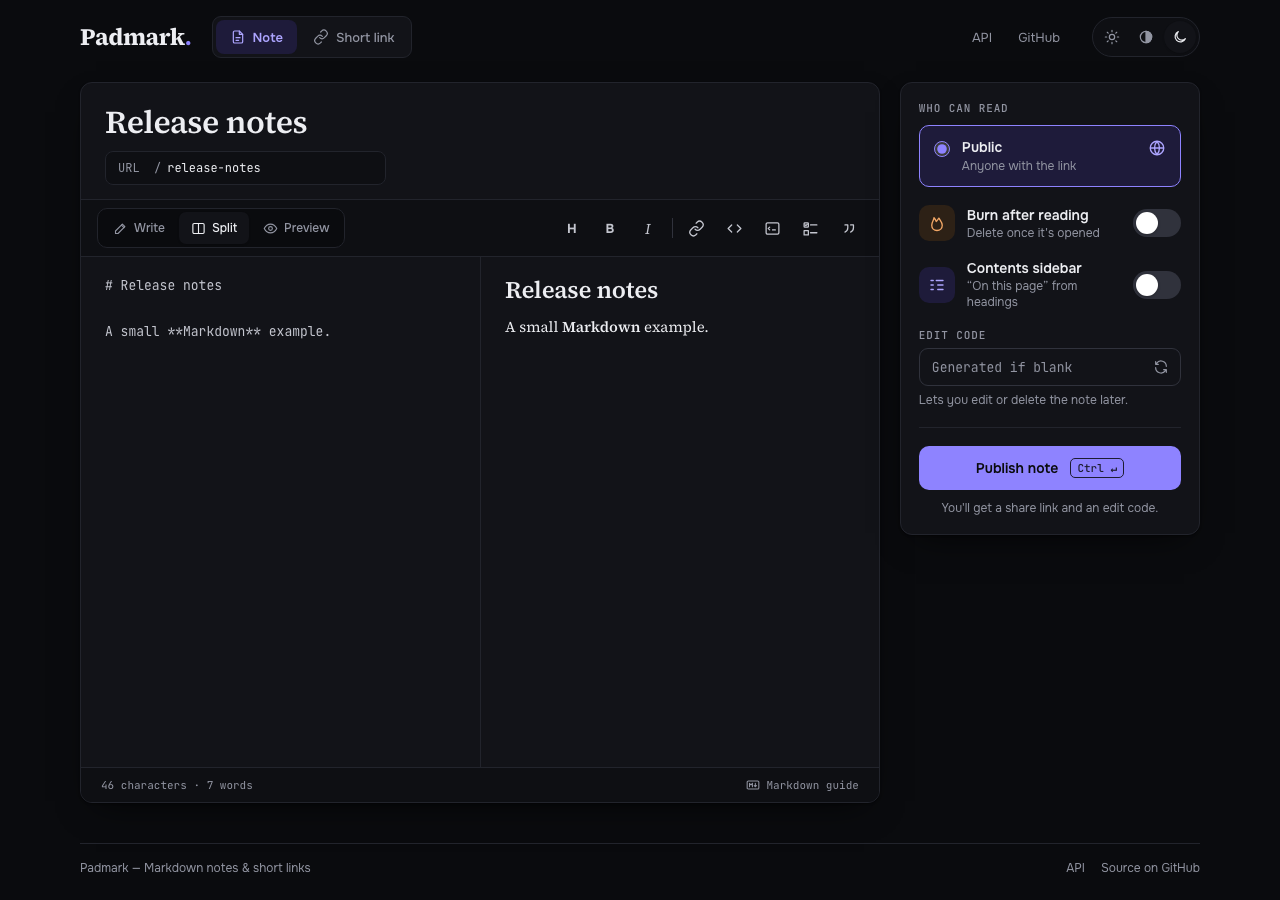 Padmark.
Note
Short link
API
GitHub
Release notes
URL / release-notes
Write
Split
Preview
H
B
I
# Release notes
A small **Markdown** example.
Release notes
A small Markdown example.
46 characters · 7 words
Markdown guide
WHO CAN READ
Public
Anyone with the link
Burn after reading
Delete once it's opened
Contents sidebar
“On this page” from
headings
EDIT CODE
Generated if blank
Lets you edit or delete the note later.
Publish note
Ctrl ↵
You'll get a share link and an edit code.
Padmark — Markdown notes & short links
API
Source on GitHub